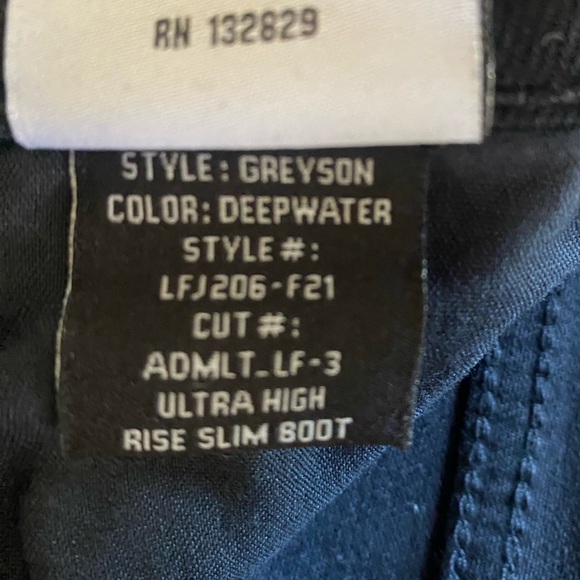 RN 132829
STYLE: GREYSON
COLOR: DEEPWATER
STYLE #:
LFJ206-F21
CUT #:
ADMLT_LF-3
ULTRA HIGH
RISE SLIM BOOT